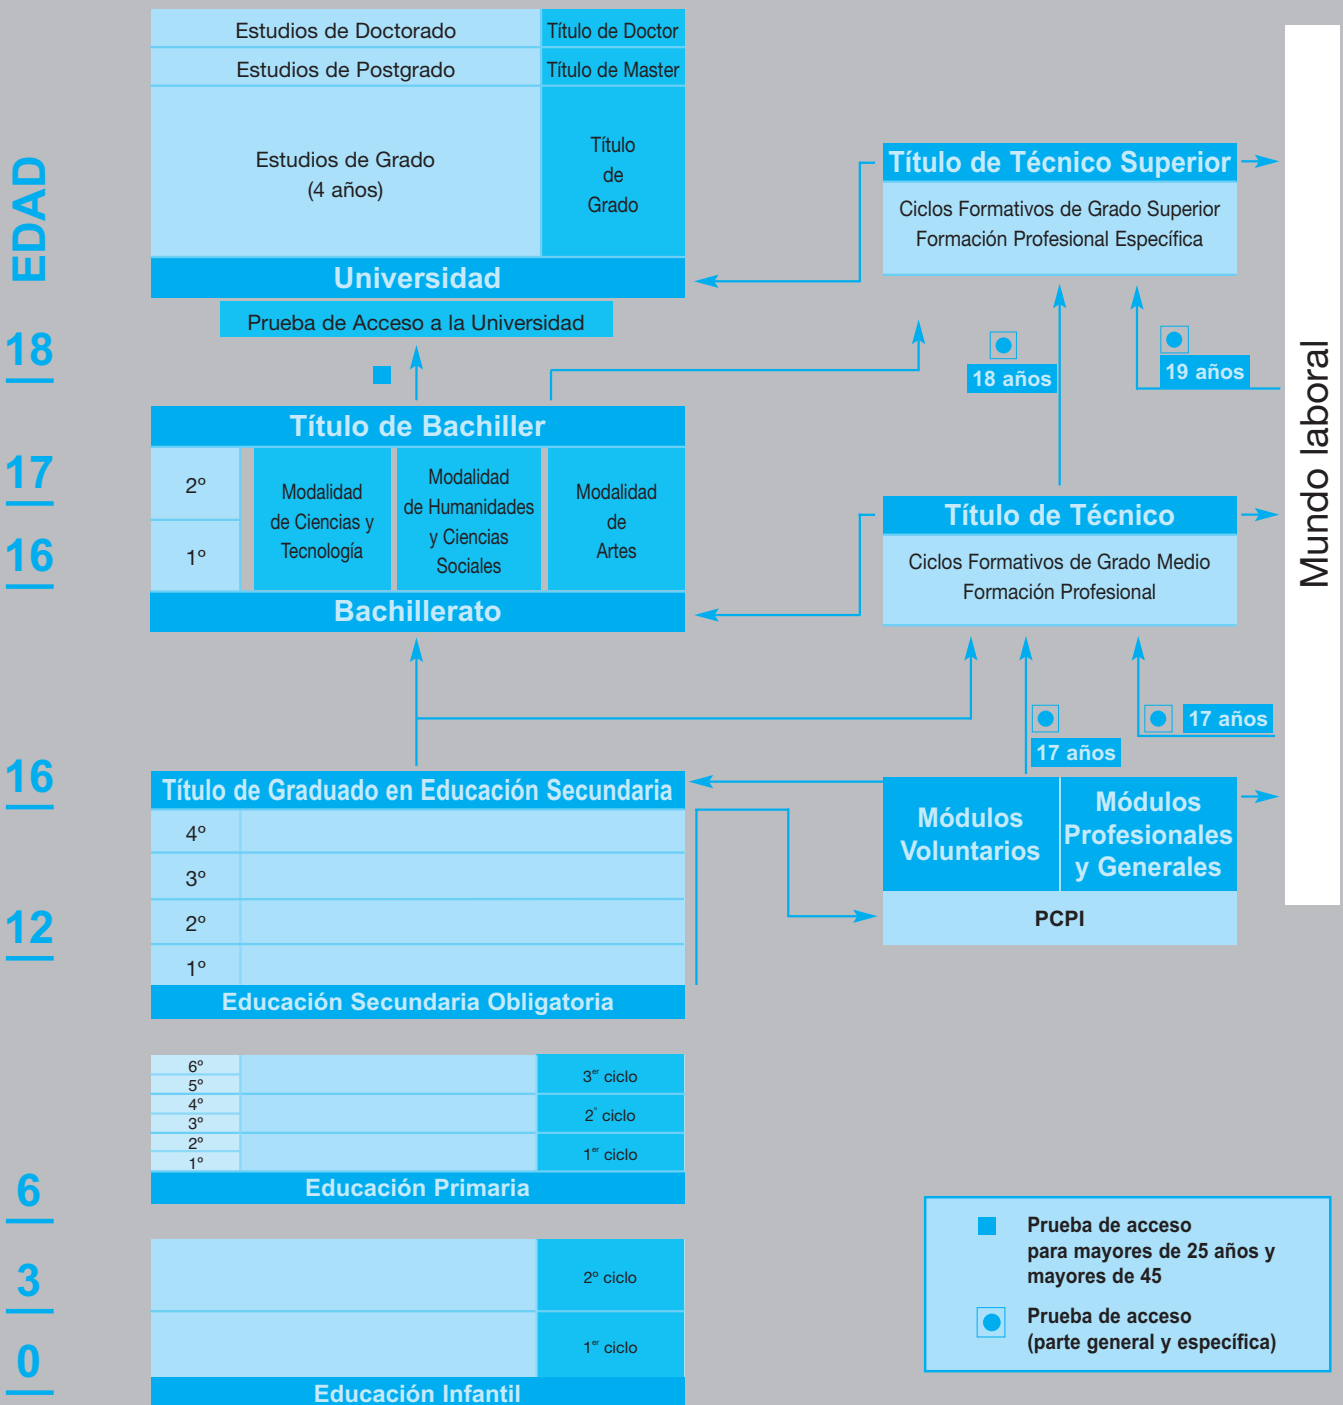 EDAD
18
17
16
16
12
6
3
0
Estudios de Doctorado
Título de Doctor
Estudios de Postgrado
Título de Master
Estudios de Grado
(4 años)
Título
de
Grado
Universidad
Prueba de Acceso a la Universidad
Título de Bachiller
2º
1º
Modalidad
de Ciencias y
Tecnología
Modalidad
de Humanidades
y Ciencias
Sociales
Modalidad
de
Artes
Bachillerato
Título de Graduado en Educación Secundaria
4º
3º
2º
1º
Educación Secundaria Obligatoria
6º
5º
3er ciclo
4º
3º
2º ciclo
2º
1º
1er ciclo
Educación Primaria
2º ciclo
1er ciclo
Educación Infantil
Título de Técnico Superior
Ciclos Formativos de Grado Superior
Formación Profesional Específica
18 años
19 años
Título de Técnico
Ciclos Formativos de Grado Medio
Formación Profesional
17 años
17 años
Módulos
Voluntarios
Módulos
Profesionales
y Generales
PCPI
Mundo laboral
Prueba de acceso
para mayores de 25 años y
mayores de 45
Prueba de acceso
(parte general y específica)